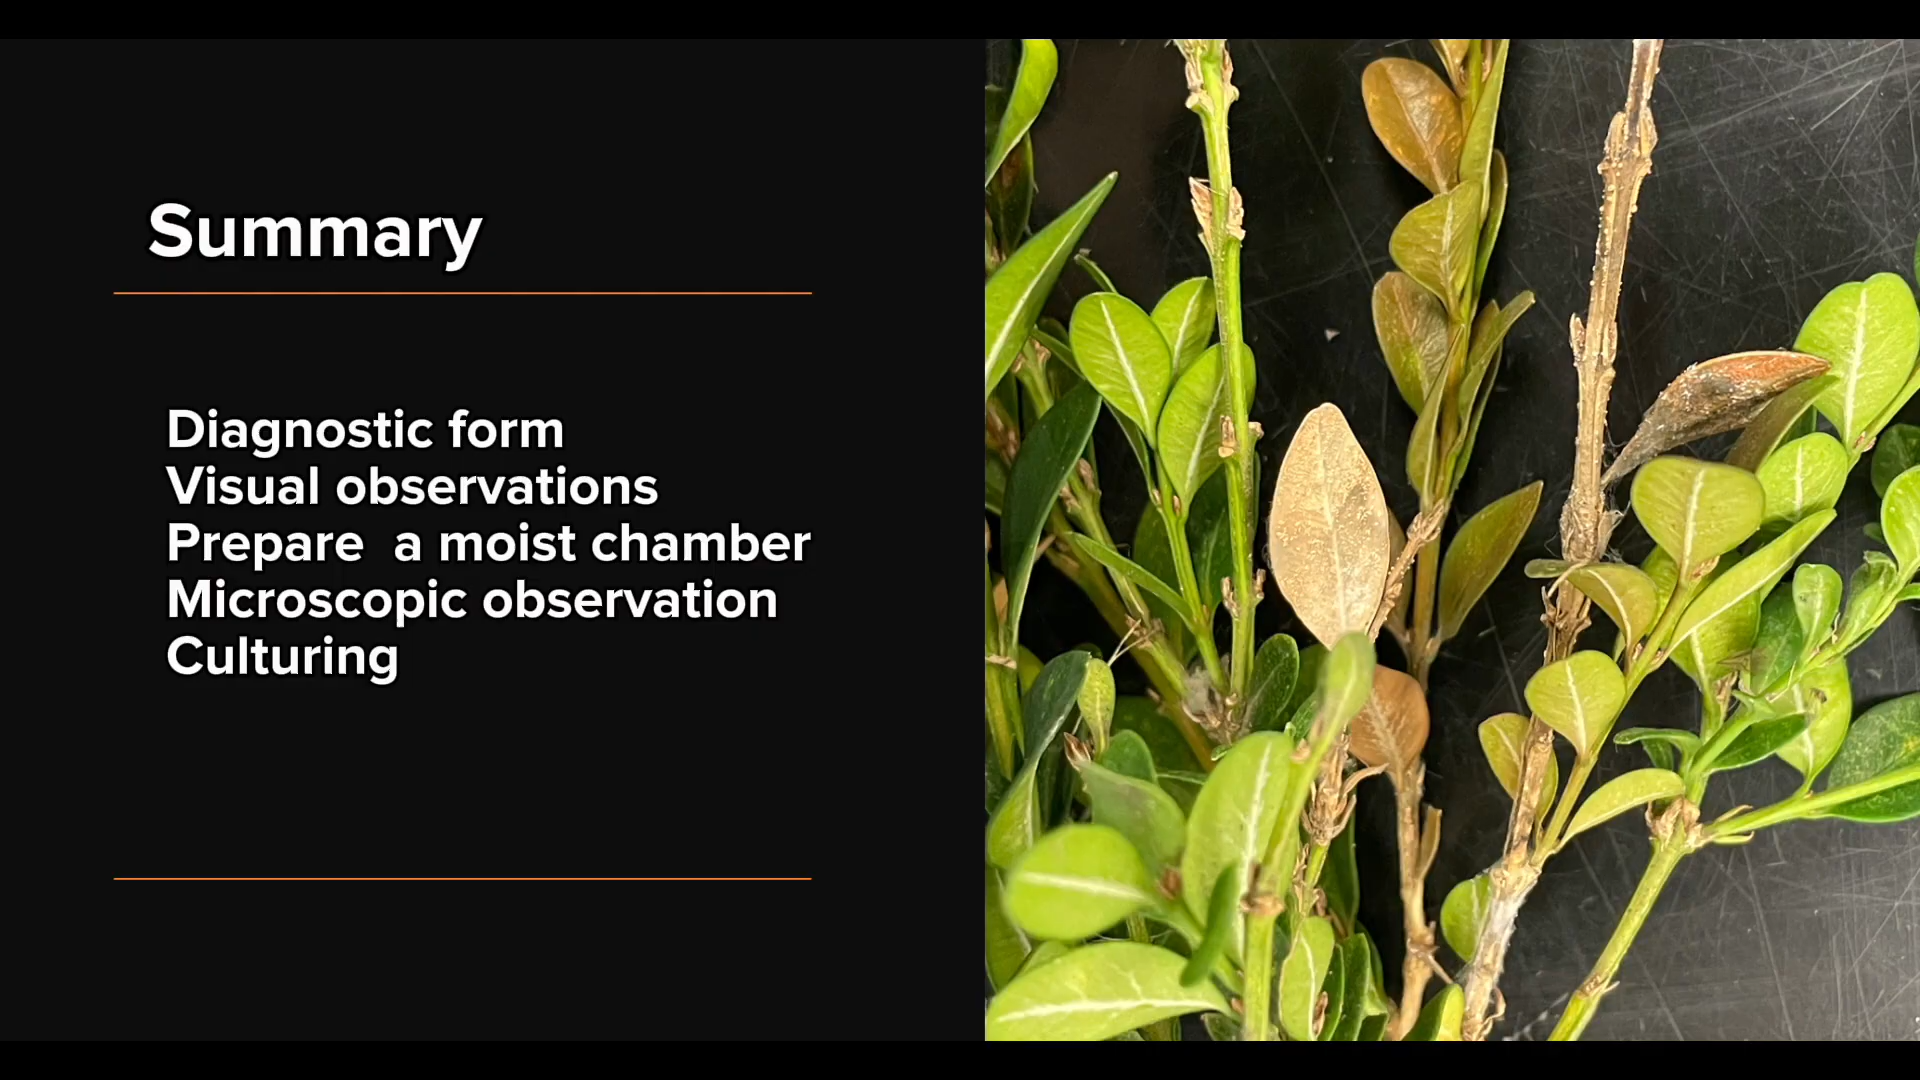 Summary
Diagnostic form
Visual observations
Prepare  a moist chamber
Microscopic observation
Culturing